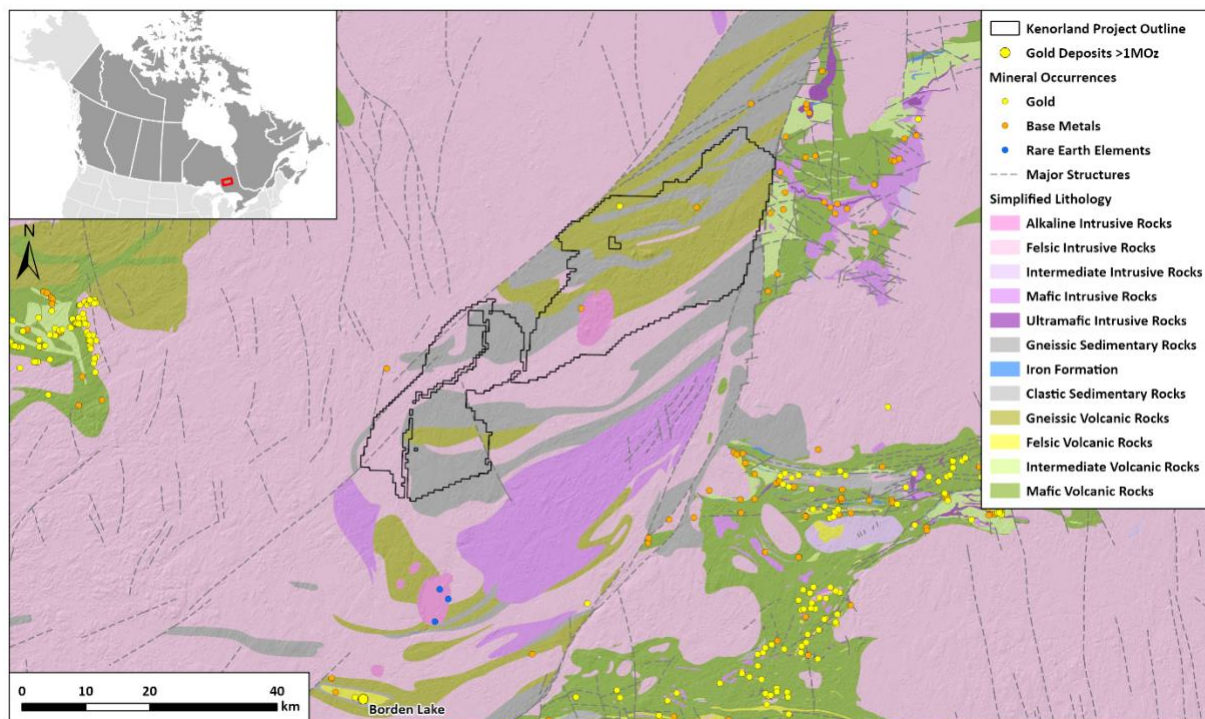 Kenorland Project Outline
Gold Deposits >1MOz
Mineral Occurrences
Gold
Base Metals
Rare Earth Elements
Major Structures
Simplified Lithology
Alkaline Intrusive Rocks
Felsic Intrusive Rocks
Intermediate Intrusive Rocks
Mafic Intrusive Rocks
Ultramafic Intrusive Rocks
Gneissic Sedimentary Rocks
Iron Formation
Clastic Sedimentary Rocks
Gneissic Volcanic Rocks
Felsic Volcanic Rocks
Intermediate Volcanic Rocks
Mafic Volcanic Rocks
N
0 10 20 40
km
Borden Lake